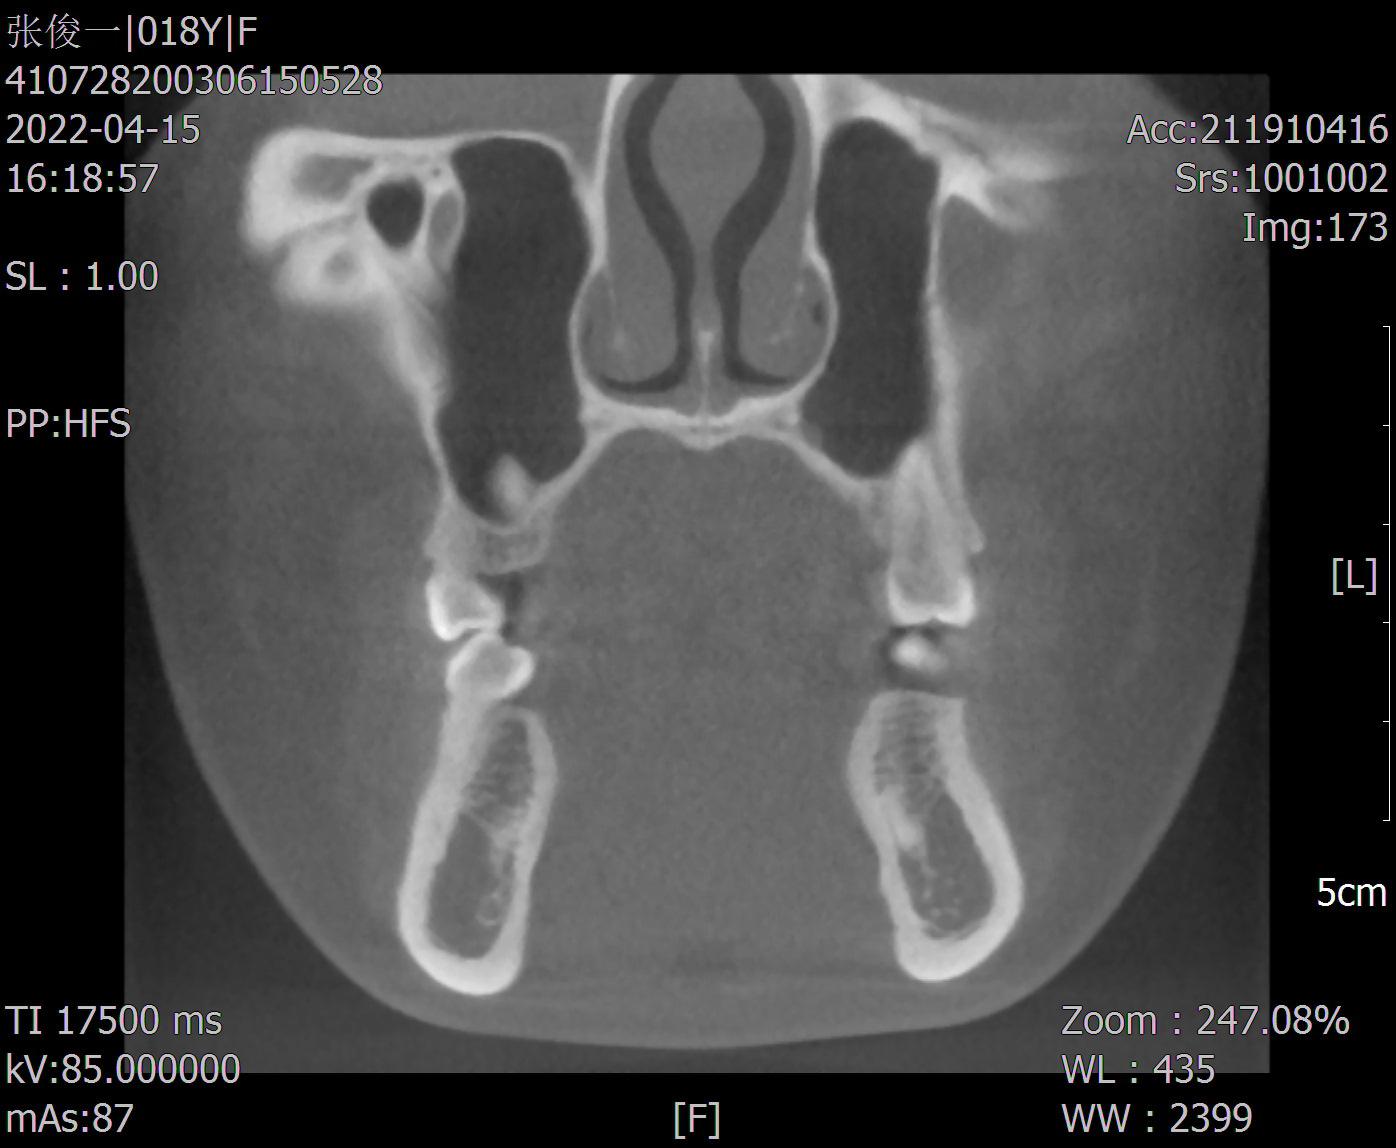 张俊一|018Y|F
410728200306150528
2022-04-15
16:18:57
SL : 1.00
PP:HFS
Acc:211910416
Srs:1001002
Img:173
[L]
5cm
TI 17500 ms
kV:85.000000
mAs:87
[F]
Zoom : 247.08%
WL : 435
WW : 2399